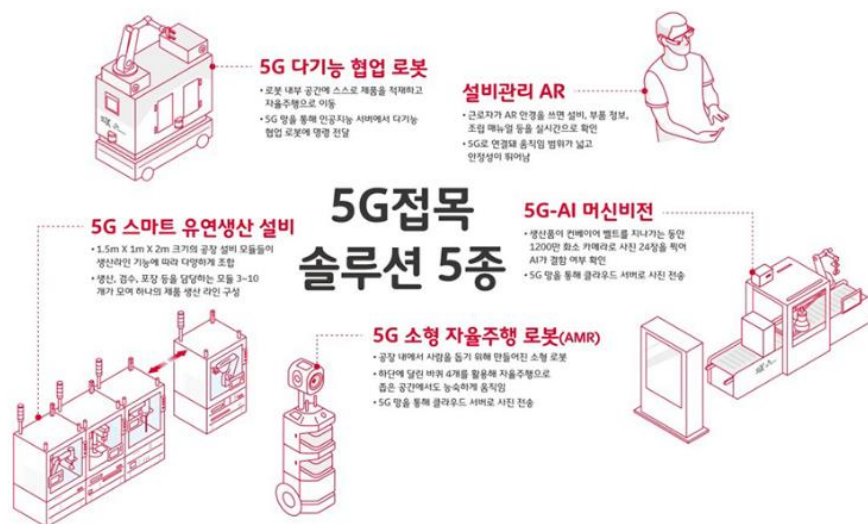 5G 다기능 협업 로봇
• 로봇 내부 공간에 스스로 제품을 적재하고
자율주행으로 이동
• 5G 망을 통해 인공지능 서버에서 다기능
협업 로봇에 명령 전달
설비관리 AR
• 근로자가 AR 안경을 쓰면 설비, 부품 정보,
조립 매뉴얼 등을 실시간으로 확인
• 5G로 연결돼 움직임 범위가 넓고
안정성이 뛰어남
5G접목
솔루션 5종
5G 스마트 유연생산 설비
• 1.5m X 1m X 2m 크기의 공장 설비 모듈들이
생산라인 기능에 따라 다양하게 조합
• 생산, 검수, 포장 등을 담당하는 모듈 3~10
개가 모여 하나의 제품 생산 라인 구성
5G-AI 머신비전
• 생산품이 컨베이어 벨트를 지나가는 동안
1200만 화소 카메라로 사진 24장을 찍어
AI가 결함 여부 확인
• 5G 망을 통해 클라우드 서버로 사진 전송
5G 소형 자율주행 로봇(AMR)
• 공장 내에서 사람을 돕기 위해 만들어진 소형 로봇
• 하단에 달린 바퀴 4개를 활용해 자율주행으로
좁은 공간에서도 능숙하게 움직임
• 5G 망을 통해 클라우드 서버로 사진 전송